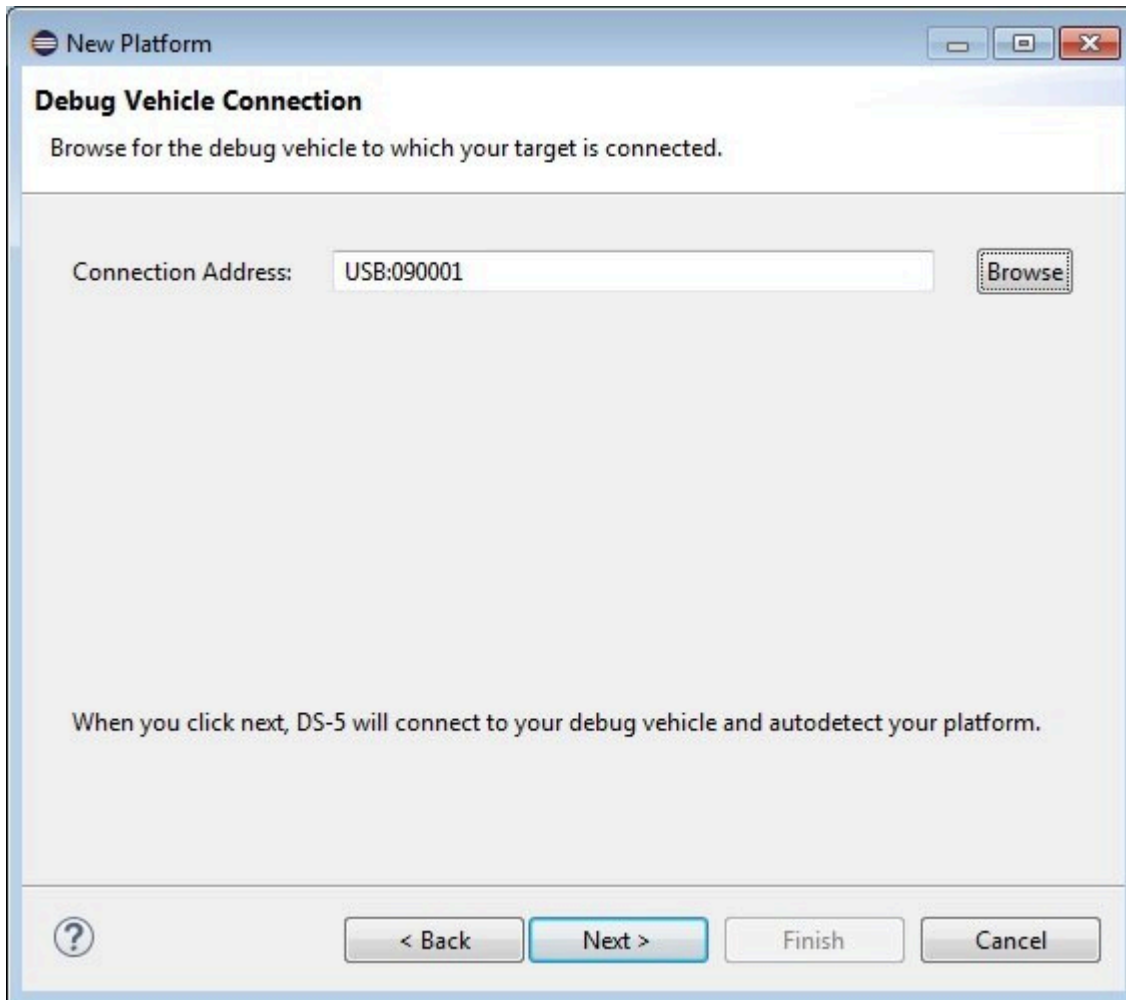 New Platform
Debug Vehicle Connection
Browse for the debug vehicle to which your target is connected.
Connection Address: USB:090001 Browse
When you click next, DS-5 will connect to your debug vehicle and autodetect your platform.
? < Back Next > Finish Cancel